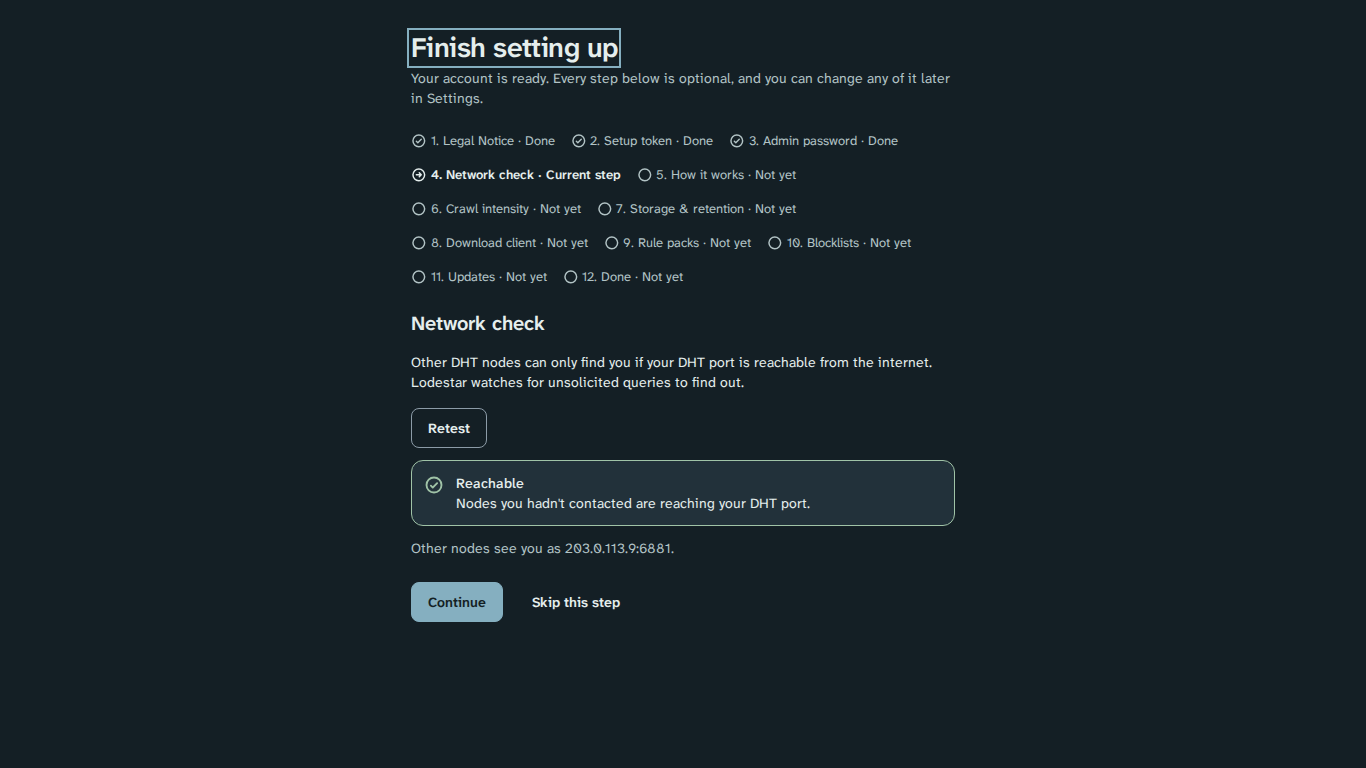 Finish setting up
Your account is ready. Every step below is optional, and you can change any of it later
in Settings.
1. Legal Notice · Done 2. Setup token · Done 3. Admin password · Done
4. Network check · Current step 5. How it works · Not yet
6. Crawl intensity · Not yet 7. Storage & retention · Not yet
8. Download client · Not yet 9. Rule packs · Not yet 10. Blocklists · Not yet
11. Updates · Not yet 12. Done · Not yet
Network check
Other DHT nodes can only find you if your DHT port is reachable from the internet.
Lodestar watches for unsolicited queries to find out.
Retest
Reachable
Nodes you hadn't contacted are reaching your DHT port.
Other nodes see you as 203.0.113.9:6881.
Continue Skip this step